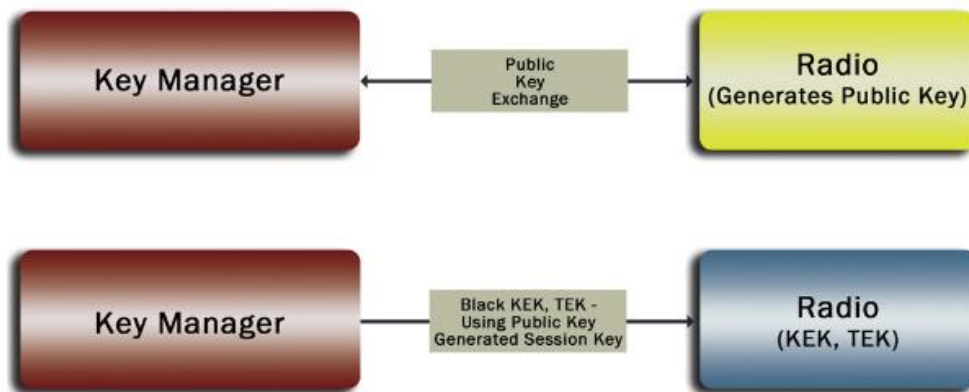 Key Manager
Public
Key
Exchange
Radio
(Generates Public Key)
Key Manager
Black KEK, TEK -
Using Public Key
Generated Session Key
Radio
(KEK, TEK)